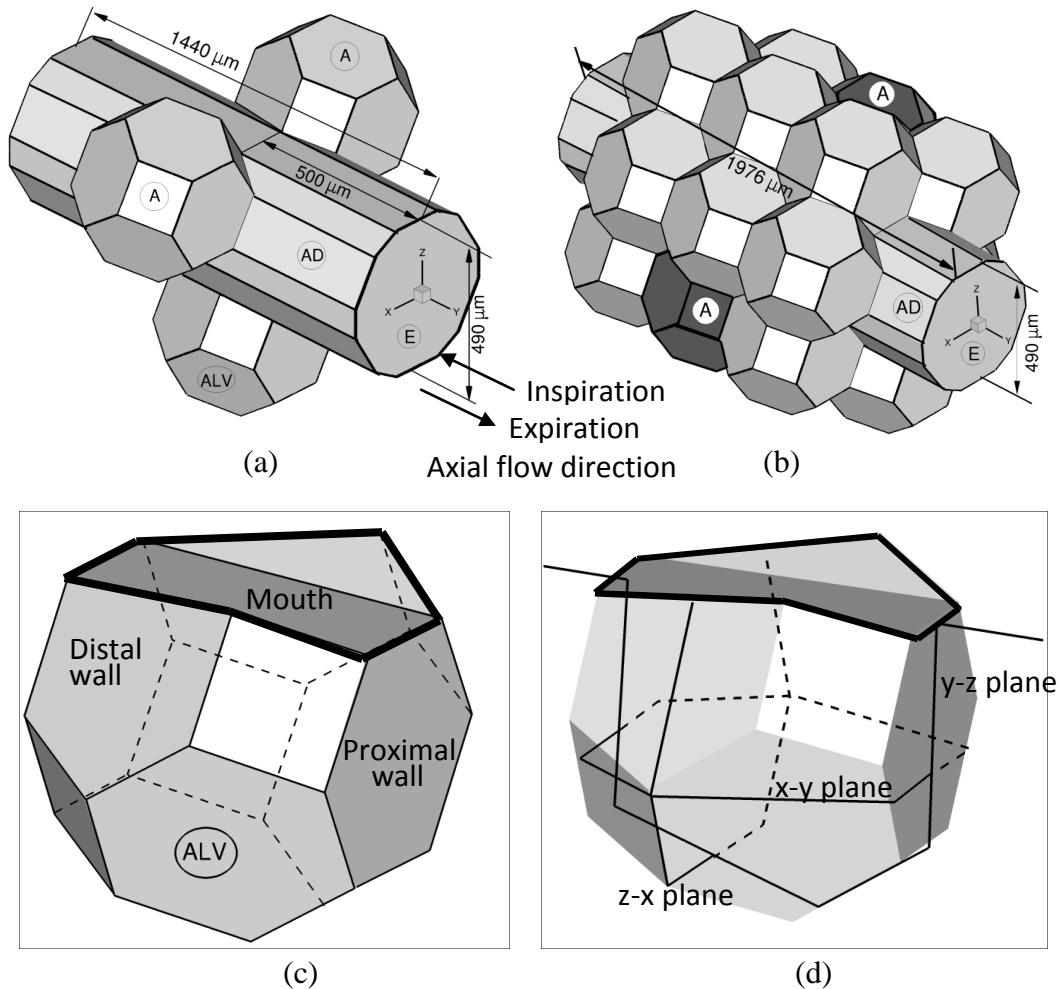 1440 µm
A
A
500 µm
AD
Z
X
Y
E
490 µm
ALV
Inspiration
Expiration
Axial flow direction
(a)
A
1976 µm
A
AD
Z
X
Y
E
490 µm
(b)
Mouth
Distal
wall
Proximal
wall
ALV
(c)
y-z plane
x-y plane
z-x plane
(d)